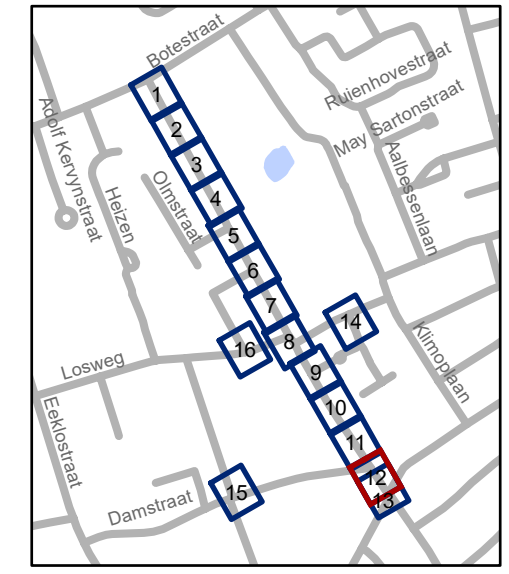 Botestraat
Ruienhovestraat
May Sartonstraat
Adolf Kervynstraat
Aalbessenlaan
Heizen
Olmstraat
1
2
3
4
5
6
7
8
9
10
11
12
13
14
16
15
Losweg
Klimoplaan
Eeklostraat
Damstraat